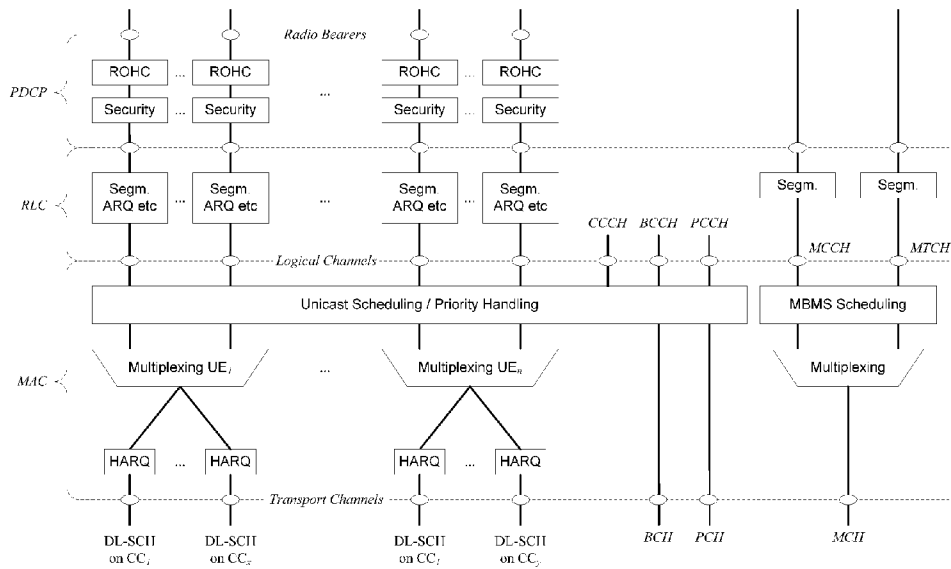 Radio Bearers
ROHC ... ROHC ROHC ... ROHC
PDCP
...
Security ... Security Security ... Security
Segm. ARQ etc ... Segm. ARQ etc ... Segm. ARQ etc ... Segm. ARQ etc
Segm. Segm.
RLC
CCCH BCCH PCCH
MCCH MTCH
Logical Channels
Unicast Scheduling / Priority Handling MBMS Scheduling
Multiplexing UE1 ... Multiplexing UEn Multiplexing
MAC
HARQ ... HARQ HARQ ... HARQ
Transport Channels
DL-SCH on CC1 DL-SCH on CCx DL-SCH on CC1 DL-SCH on CCy
BCH PCH MCH